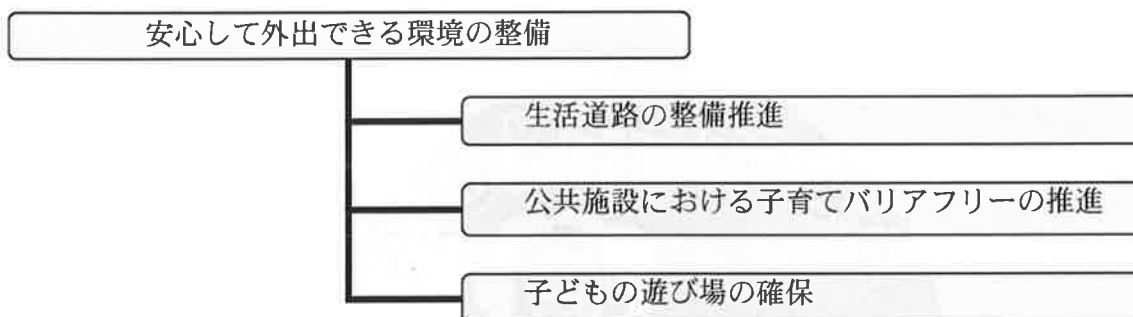 安心して外出できる環境の整備
生活道路の整備推進
公共施設における子育てバリアフリーの推進
子どもの遊び場の確保